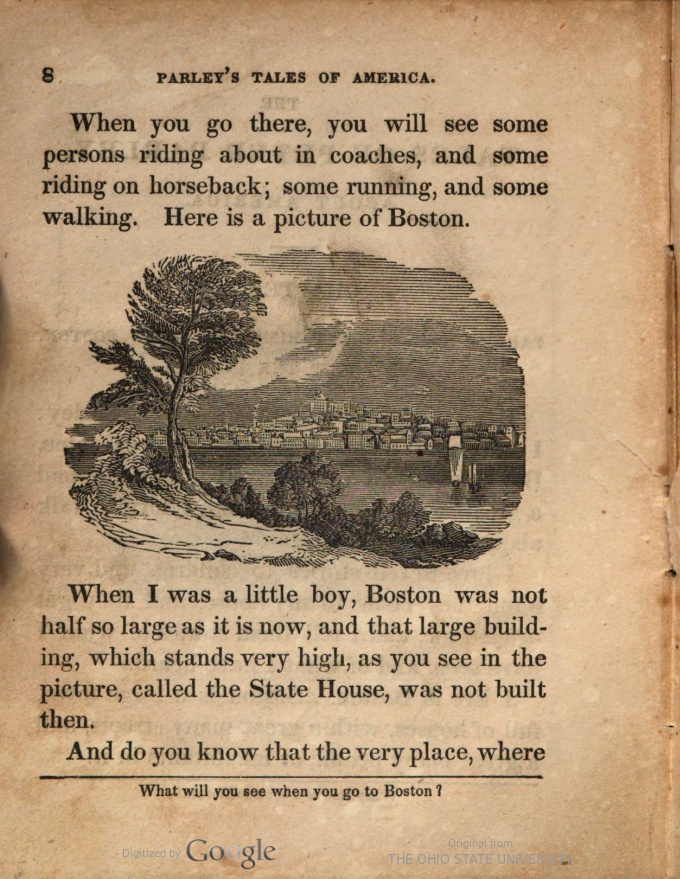 8 PARLEY'S TALES OF AMERICA.
When you go there, you will see some
persons riding about in coaches, and some
riding on horseback; some running, and some
walking. Here is a picture of Boston.
When I was a little boy, Boston was not
half so large as it is now, and that large build-
ing, which stands very high, as you see in the
picture, called the State House, was not built
then.
And do you know that the very place, where
What will you see when you go to Boston?
Digitized by Google
Original from
THE OHIO STATE UNIVERSITY